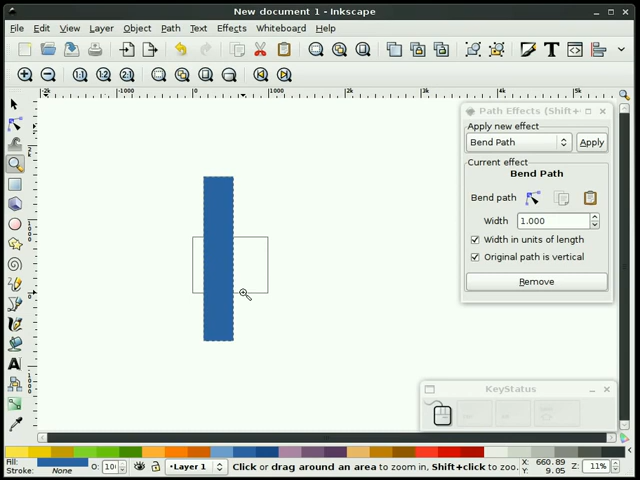 New document 1 - Inkscape
File Edit View Layer Object Path Text Effects Whiteboard Help
-1000 0 1000 2k 3k 4k 5k
Path Effects (Shift+
Apply new effect
Bend Path Apply
Current effect
Bend Path
Bend path
Width 1.000
Width in units of length
Original path is vertical
Remove
KeyStatus
Fill:
Stroke: None O: Layer 1 Click or drag around an area to zoom in, Shift+click to zoo. X: 660.89
Y: 9.05 Z: 11%